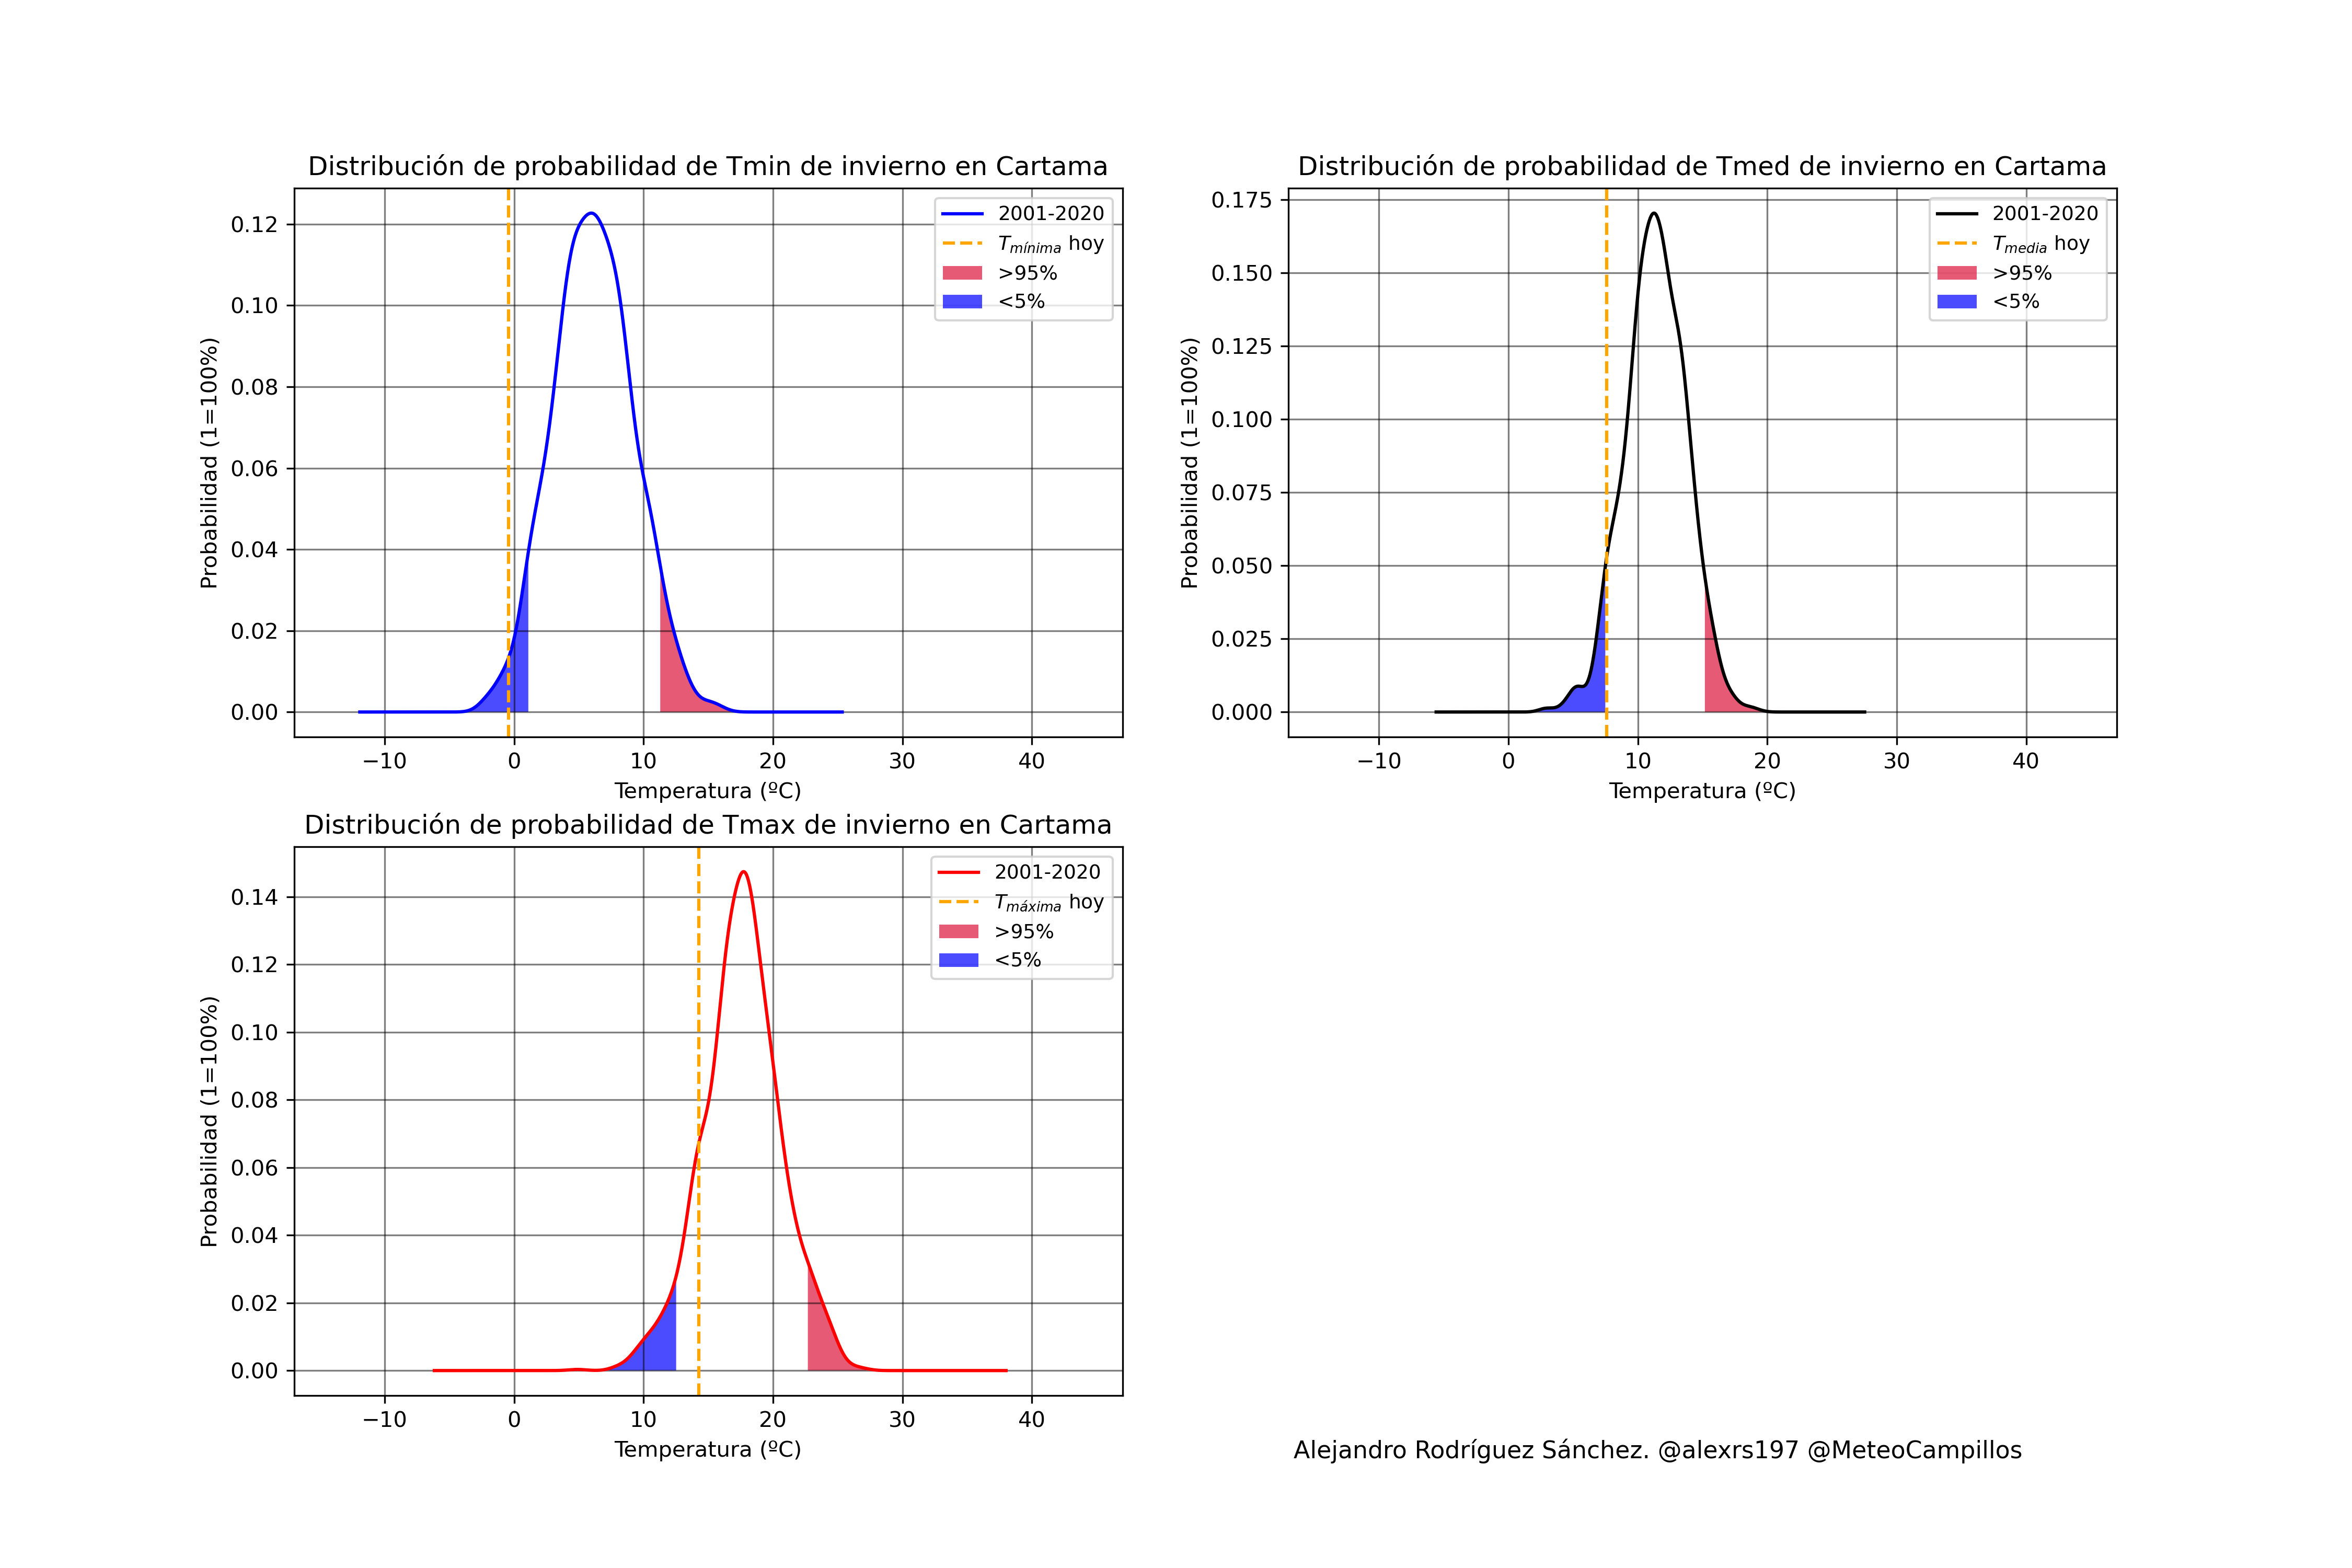 Distribución de probabilidad de Tmin de invierno en Cartama
Probabilidad (1=100%)
0.12
0.10
0.08
0.06
0.04
0.02
0.00
2001-2020
Tmínima hoy
>95%
<5%
−10 0 10 20 30 40
Temperatura (ºC)
Distribución de probabilidad de Tmed de invierno en Cartama
Probabilidad (1=100%)
0.175
0.150
0.125
0.100
0.075
0.050
0.025
0.000
2001-2020
Tmedia hoy
>95%
<5%
−10 0 10 20 30 40
Temperatura (ºC)
Distribución de probabilidad de Tmax de invierno en Cartama
Probabilidad (1=100%)
0.14
0.12
0.10
0.08
0.06
0.04
0.02
0.00
2001-2020
Tmáxima hoy
>95%
<5%
−10 0 10 20 30 40
Temperatura (ºC)
Alejandro Rodríguez Sánchez. @alexrs197 @MeteoCampillos